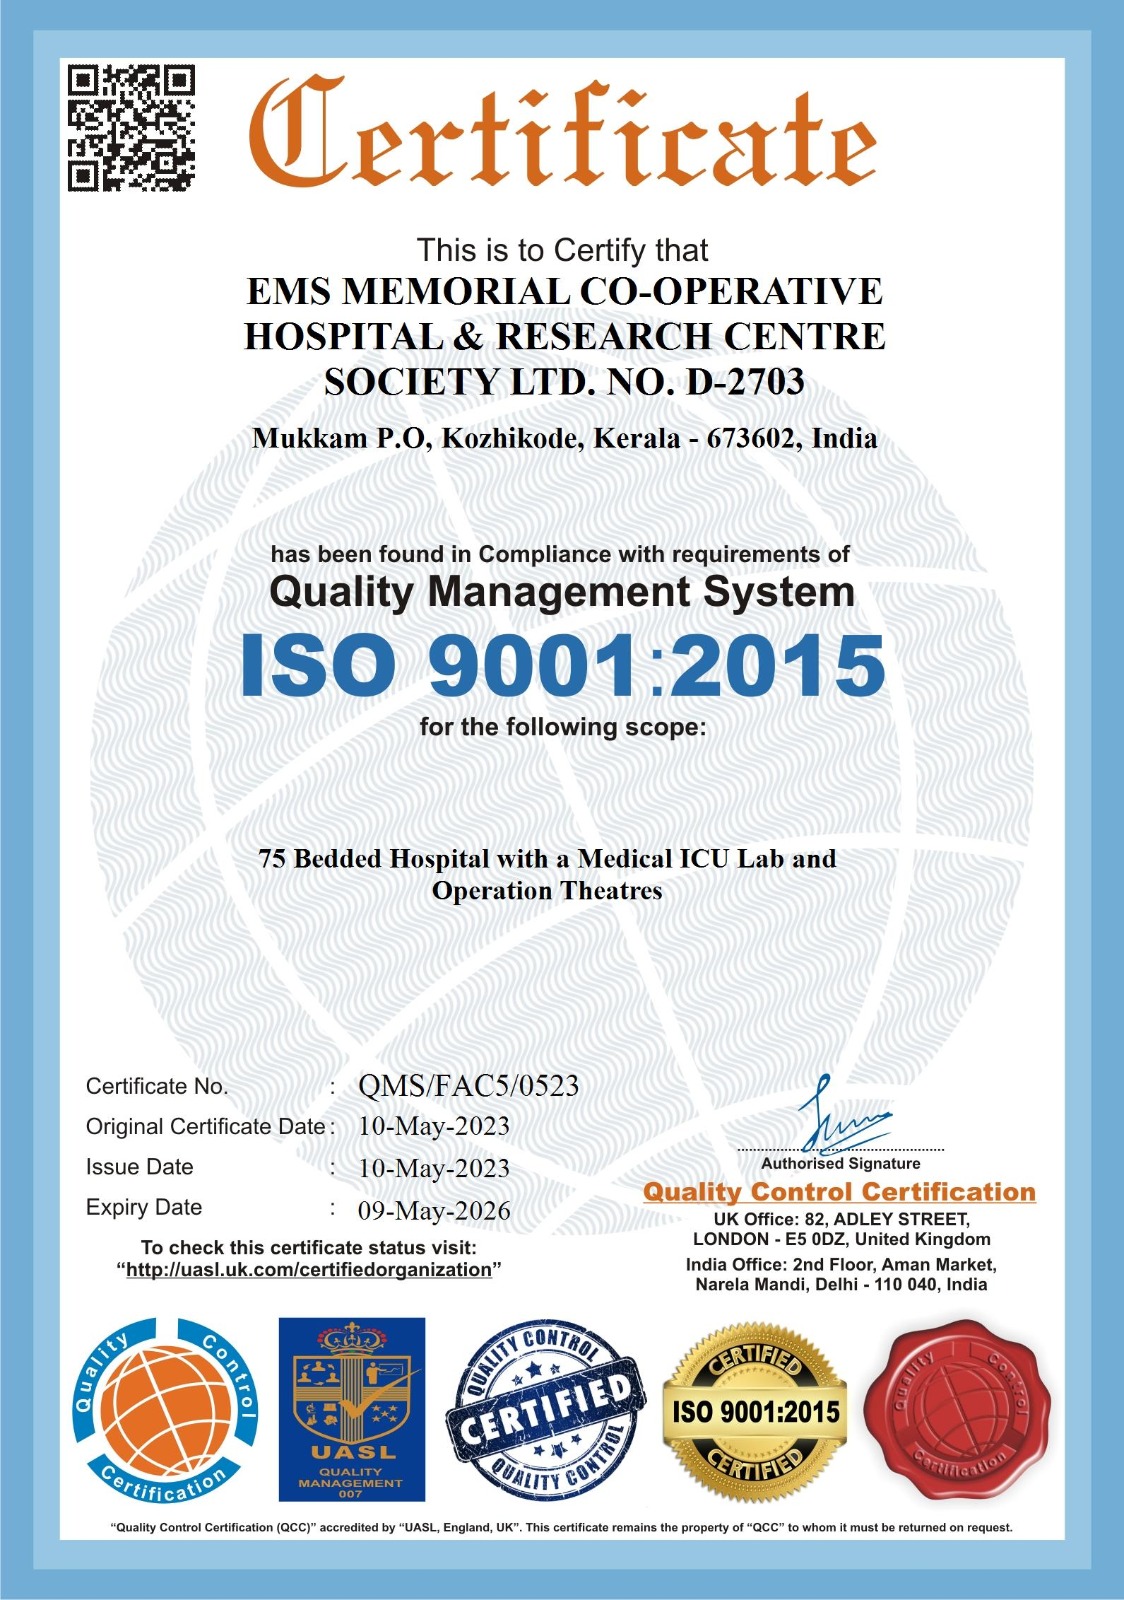 Certificate
This is to Certify that
EMS MEMORIAL CO-OPERATIVE
HOSPITAL & RESEARCH CENTRE
SOCIETY LTD. NO. D-2703
Mukkam P.O, Kozhikode, Kerala - 673602, India
has been found in Compliance with requirements of
Quality Management System
ISO 9001:2015
for the following scope:
75 Bedded Hospital with a Medical ICU Lab and
Operation Theatres
Certificate No. : QMS/FAC5/0523
Original Certificate Date : 10-May-2023
Issue Date : 10-May-2023
Expiry Date : 09-May-2026
To check this certificate status visit:
“http://uasl.uk.com/certifiedorganization”
Authorised Signature
Quality Control Certification
UK Office: 82, ADLEY STREET,
LONDON - E5 0DZ, United Kingdom
India Office: 2nd Floor, Aman Market,
Narela Mandi, Delhi - 110 040, India
Quality Control
Certification
UASL
QUALITY
MANAGEMENT
007
QUALITY CONTROL
CERTIFIED
QUALITY CONTROL
CERTIFIED
ISO 9001:2015
CERTIFIED
Quality Control
Certification
“Quality Control Certification (QCC)” accredited by “UASL, England, UK”. This certificate remains the property of “QCC” to whom it must be returned on request.